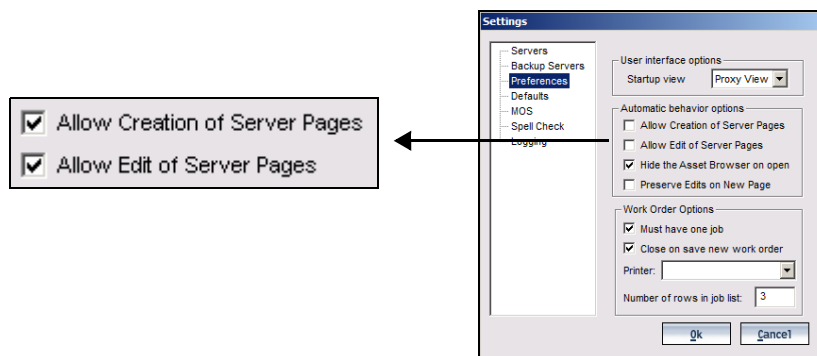 Allow Creation of Server Pages
Allow Edit of Server Pages
Settings
Servers
Backup Servers
Preferences
Defaults
MOS
Spell Check
Logging
User interface options
Startup view Proxy View
Automatic behavior options
Allow Creation of Server Pages
Allow Edit of Server Pages
Hide the Asset Browser on open
Preserve Edits on New Page
Work Order Options
Must have one job
Close on save new work order
Printer:
Number of rows in job list: 3
Ok Cancel